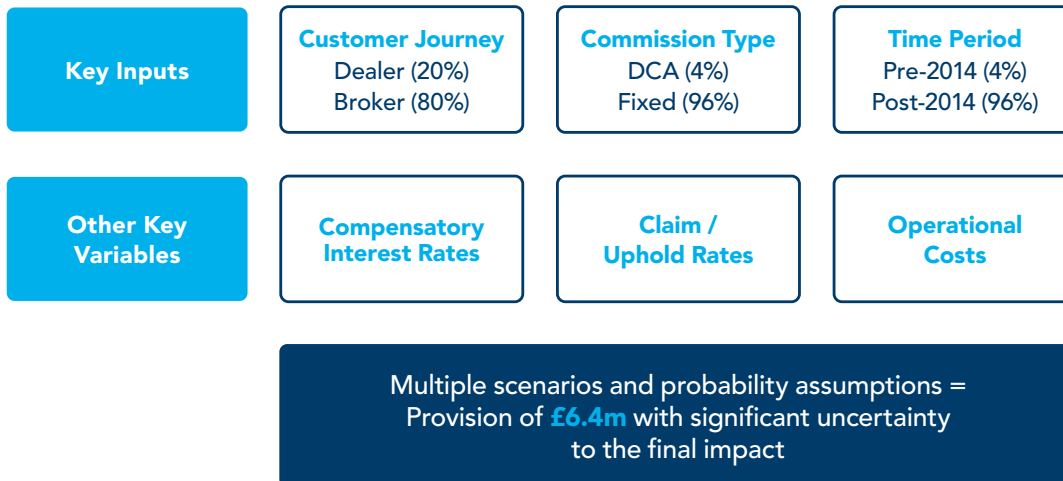 Key Inputs
Customer Journey
Dealer (20%)
Broker (80%)
Commission Type
DCA (4%)
Fixed (96%)
Time Period
Pre-2014 (4%)
Post-2014 (96%)
Other Key
Variables
Compensatory
Interest Rates
Claim /
Uphold Rates
Operational
Costs
Multiple scenarios and probability assumptions =
Provision of £6.4m with significant uncertainty
to the final impact